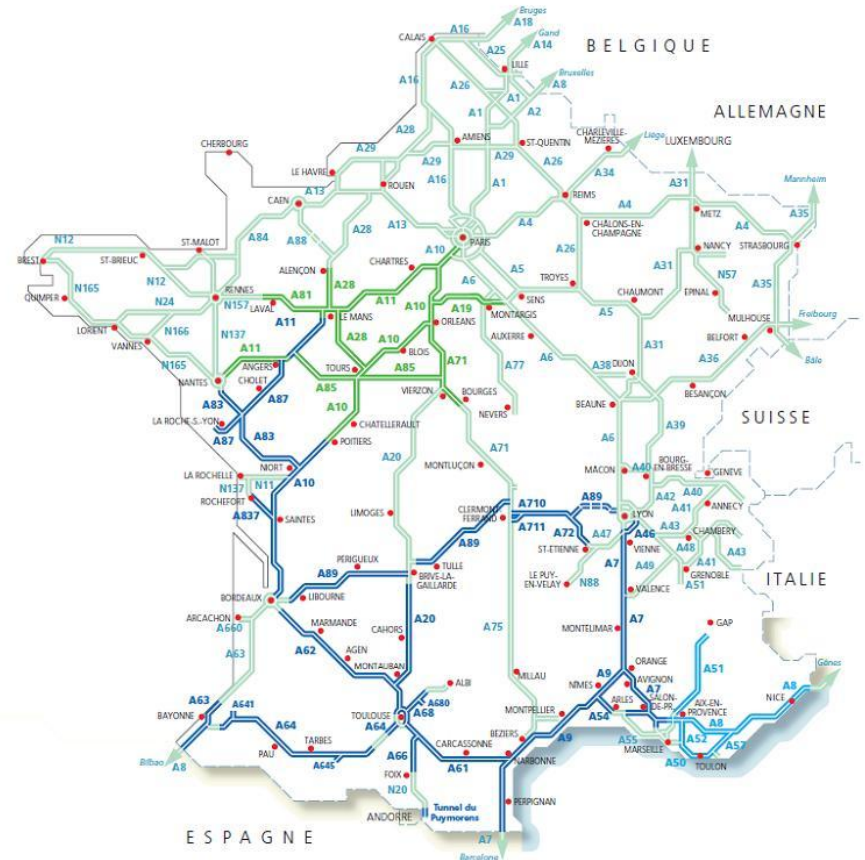 Bruges
A18
A16
CALAIS
Gand
A14
A25
BELGIQUE
LILLE
Bruxelles
A8
A16
A26
A1
A1
A2
ALLEMAGNE
A28
AMIENS
ST-QUENTIN
CHARLEVILLE-
MEZIERES
Liège
LUXEMBOURG
CHERBOURG
A29
A29
A29
A26
A34
LE HAVRE
A16
A1
Mannheim
A13
ROUEN
REIMS
A31
CAEN
A4
METZ
A4
A35
A28
A13
A4
CHÂLONS-EN-
CHAMPAGNE
N12
ST-MALOT
A84
A88
A10
PARIS
NANCY
STRASBOURG
BREST
ST-BRIEUC
CHARTRES
A26
A31
N57
A35
ALENÇON
A5
N12
A28
TROYES
N165
RENNES
A81
A11
A10
A6
SENS
CHAUMONT
EPINAL
QUIMPER
N24
N157
LAVAL
A19
MONTARGIS
MULHOUSE
Freibourg
LORIENT
N166
A11
LE MANS
ORLEANS
A5
N137
A28
A10
AUXERRE
BELFORT
VANNES
A11
BLOIS
A71
A77
A6
A31
Bâle
N165
ANGERS
TOURS
A38
DIJON
A36
NANTES
CHOLET
A85
A85
BOURGES
BESANÇON
A83
A87
VIERZON
BEAUNE
A10
NEVERS
A39
SUISSE
LA ROCHE-S.-YON
CHATELLERAULT
A6
A87
A83
POITIERS
A20
A71
NIORT
MONTLUÇON
MÂCON
A40
BOURG-
EN-BRESSE
GENÈVE
LA ROCHELLE
A10
N137
N11
A42
A40
ROCHEFORT
A710
A89
A41
ANNECY
A837
SAINTES
LIMOGES
CLERMONT
FERRAND
A711
LYON
A43
A72
A47
A46
CHAMBERY
A89
ST-ETIENNE
VIENNE
A48
PÉRIGUEUX
TULLE
A7
A49
A41
A43
A89
LE PUY-
EN-VELAY
N88
GRENOBLE
ITALIE
BORDEAUX
LIBOURNE
BRIVE-LA-
GAILLARDE
VALENCE
A51
ARCACHON
A660
MARMANDE
A20
A75
GAP
A63
A62
CAHORS
MONTÉLIMAR
A7
AGEN
Gênes
MONTAUBAN
ORANGE
A51
A63
A641
ALBI
MILLAU
A9
AVIGNON
A8
A680
NÎMES
A7
NICE
BAYONNE
TOULOUSE
A68
ARLES
SALON-
DE-PR.
AIX-EN-
PROVENCE
A64
A64
MONTPELLIER
A54
A8
TARBES
CARCASSONNE
BEZIERS
A55
A52
A57
PAU
A66
A9
MARSEILLE
Bilbao
A645
A61
A50
TOULON
A8
FOIX
NARBONNE
N20
ANDORRE
Tunnel du
Puymorens
PERPIGNAN
ESPAGNE
A7
Barcelone